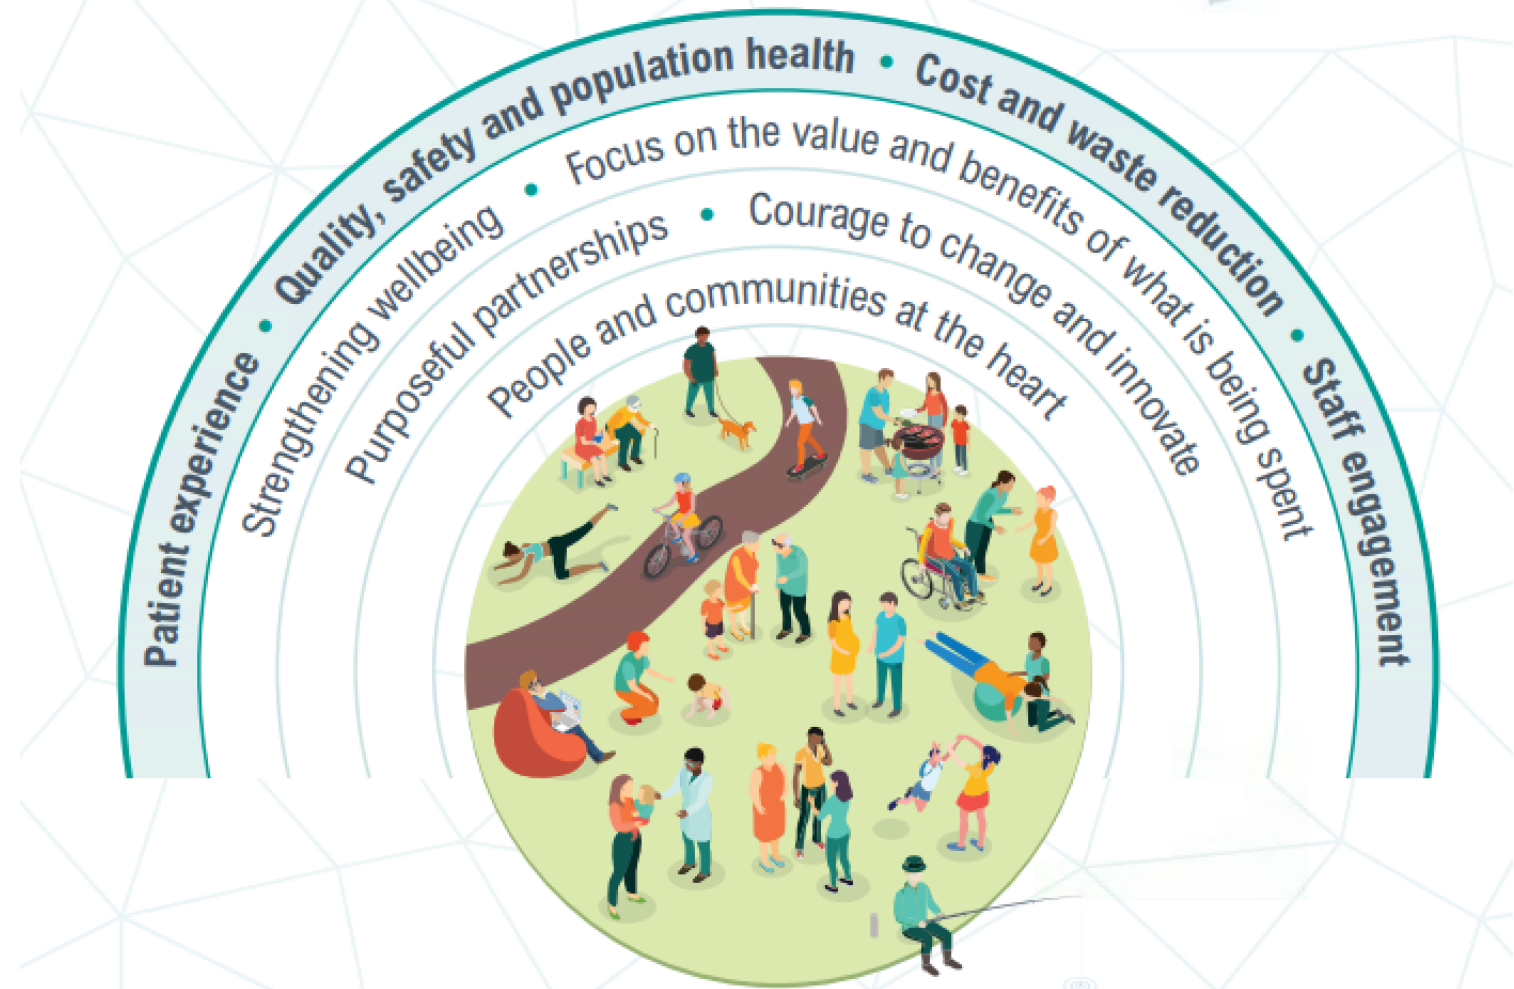 Patient experience • Quality, safety and population health • Cost and waste reduction • Staff engagement
Strengthening wellbeing • Focus on the value and benefits of what is being spent
Purposeful partnerships • Courage to change and innovate
People and communities at the heart